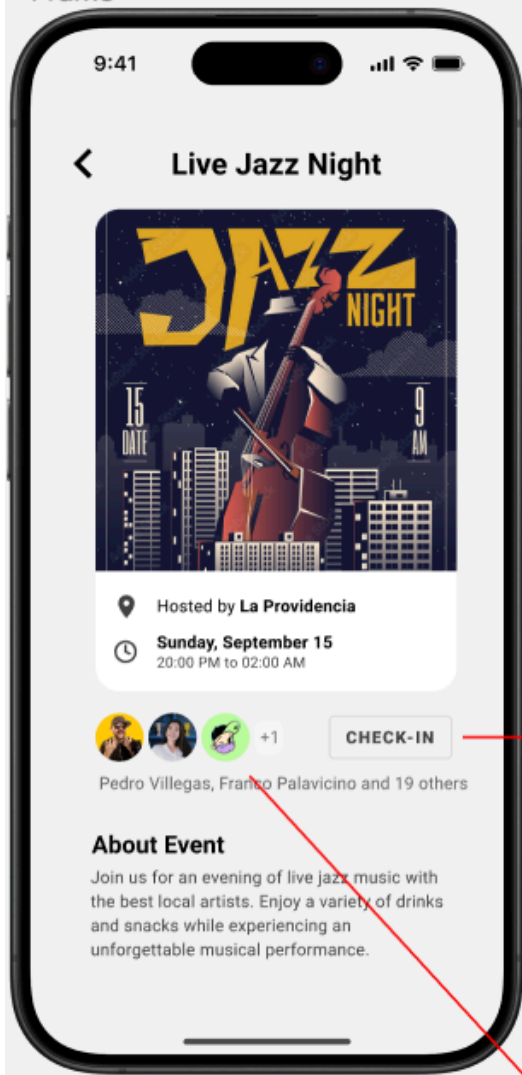 9:41
Live Jazz Night
JAZZ
NIGHT
15
DATE
9
AM
Hosted by La Providencia
Sunday, September 15
20:00 PM to 02:00 AM
+1
CHECK-IN
Pedro Villegas, Franco Palavicino and 19 others
About Event
Join us for an evening of live jazz music with
the best local artists. Enjoy a variety of drinks
and snacks while experiencing an
unforgettable musical performance.